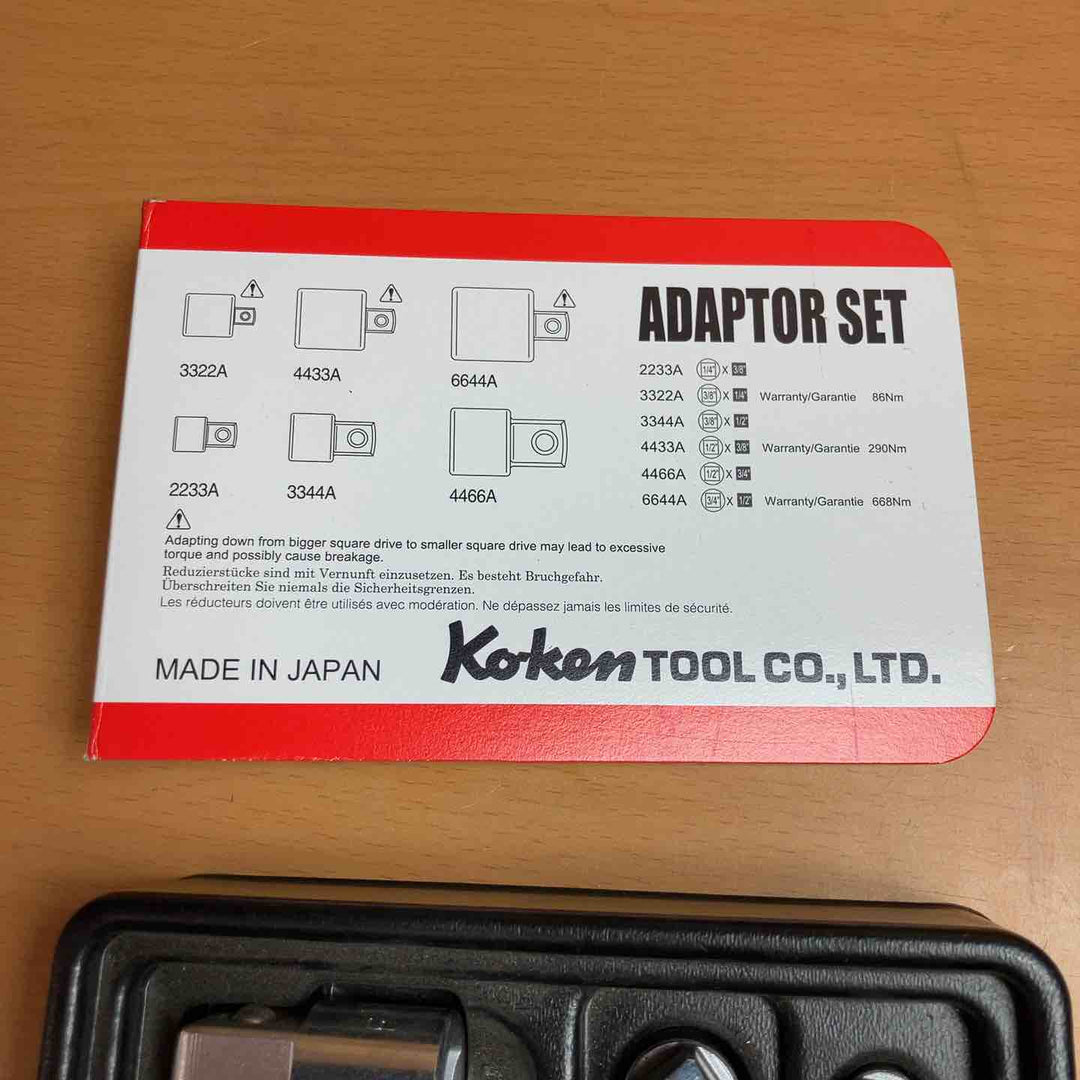 ADAPTOR SET
3322A
4433A
6644A
2233A
3344A
4466A
2233A 1/4" X 3/8"
3322A 3/8" X 1/4" Warranty/Garantie 86Nm
3344A 3/8" X 1/2"
4433A 1/2" X 3/8" Warranty/Garantie 290Nm
4466A 1/2" X 3/4"
6644A 3/4" X 1/2" Warranty/Garantie 668Nm
Adapting down from bigger square drive to smaller square drive may lead to excessive
torque and possibly cause breakage.
Reduzierstücke sind mit Vernunft einzusetzen. Es besteht Bruchgefahr.
Überschreiten Sie niemals die Sicherheitsgrenzen.
Les réducteurs doivent être utilisés avec modération. Ne dépassez jamais les limites de sécurité.
MADE IN JAPAN
Ko-ken TOOL CO., LTD.